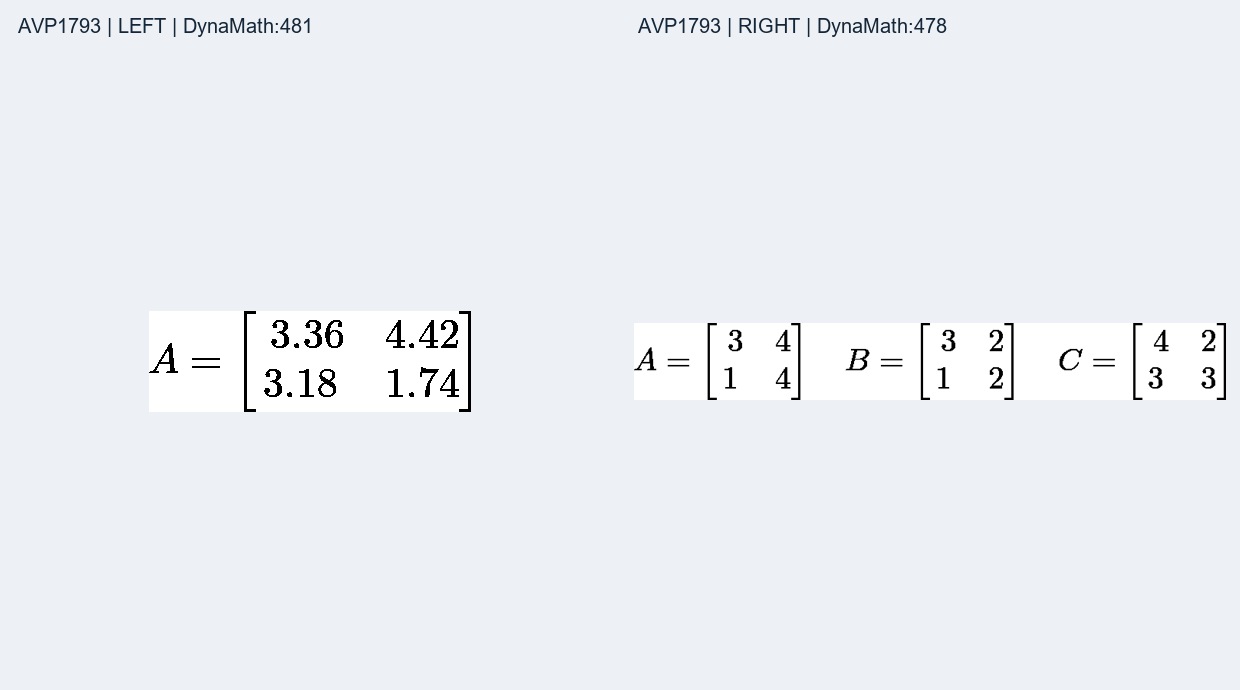 AVP1793 | LEFT | DynaMath:481
AVP1793 | RIGHT | DynaMath:478
A = [3.36 4.42
3.18 1.74]
A = [3 4
1 4]
B = [3 2
1 2]
C = [4 2
3 3]